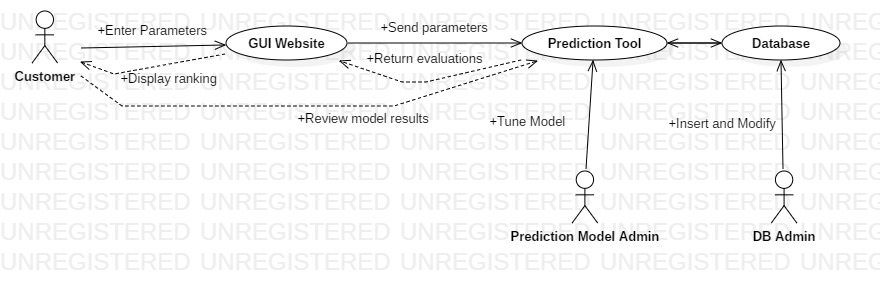 UNREGISTERED UNREGISTERED UNREGISTERED UNREGISTERED UNREG
+Enter Parameters
+Send parameters
GUI Website
Prediction Tool
Database
+Return evaluations
Customer
+Display ranking
+Review model results
+Tune Model
+Insert and Modify
Prediction Model Admin
DB Admin